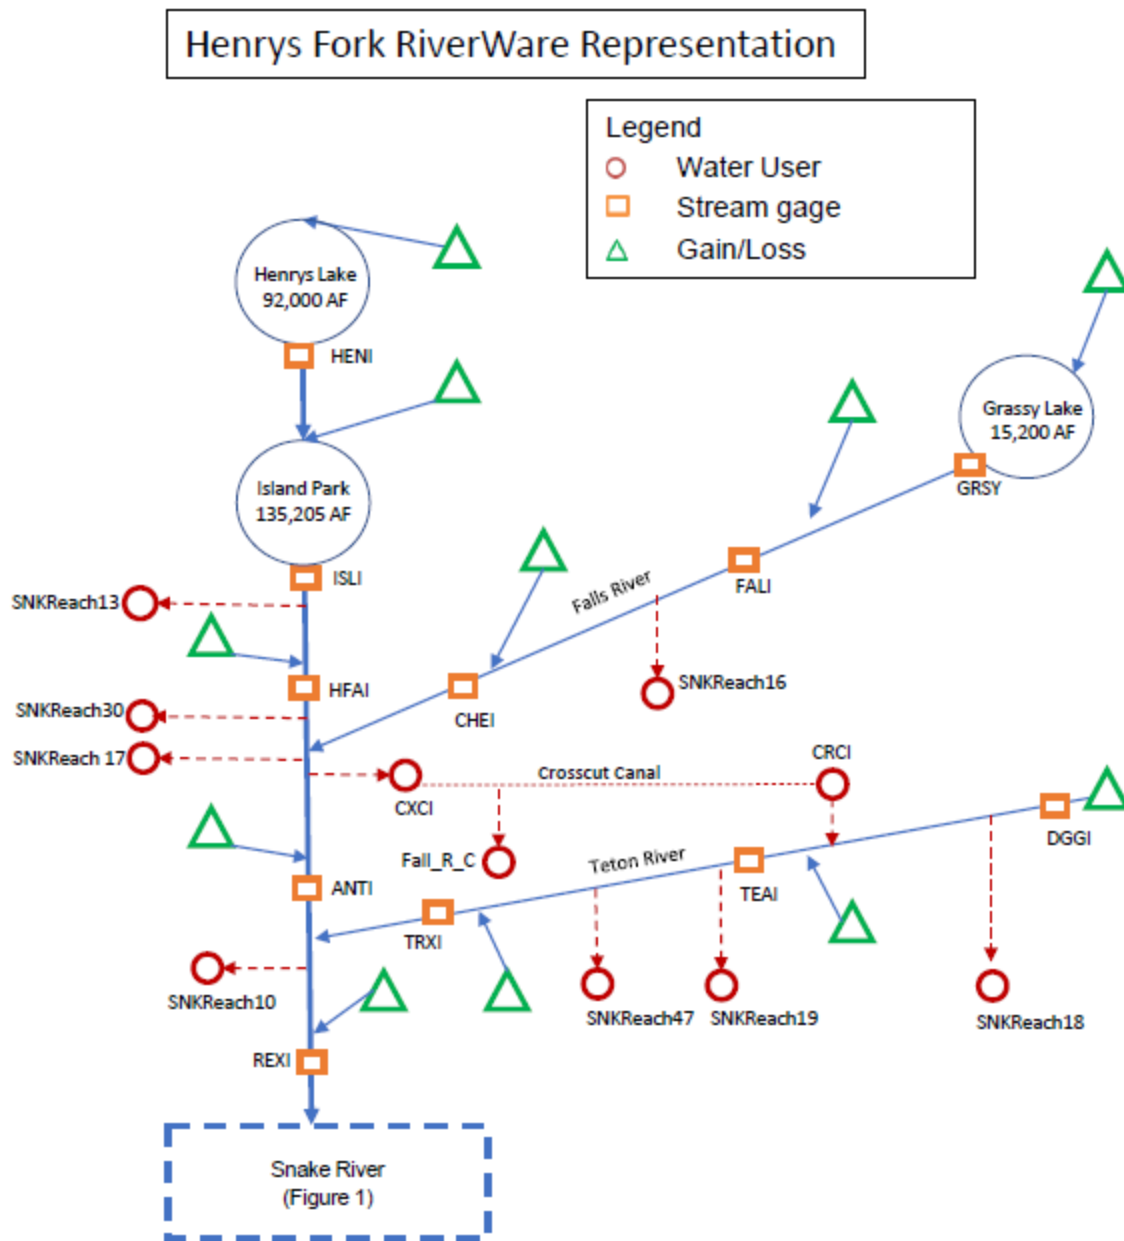 Henrys Fork RiverWare Representation
Legend
Water User
Stream gage
Gain/Loss
Henrys Lake
92,000 AF
HENI
Grassy Lake
15,200 AF
GRSY
Island Park
135,205 AF
ISLI
FALI
Falls River
SNKReach13
HFAI
SNKReach16
CHEI
SNKReach30
SNKReach 17
CRCI
Crosscut Canal
CXCI
DGGI
Fall_R_C
Teton River
TEAI
ANTI
TRXI
SNKReach10
SNKReach47
SNKReach19
SNKReach18
REXI
Snake River
(Figure 1)